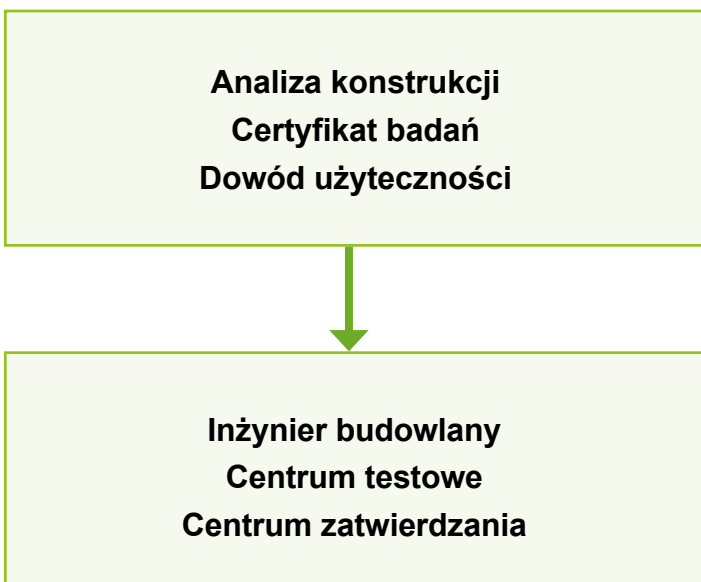 Analiza konstrukcji
Certyfikat badań
Dowód użyteczności
Inżynier budowlany
Centrum testowe
Centrum zatwierdzania